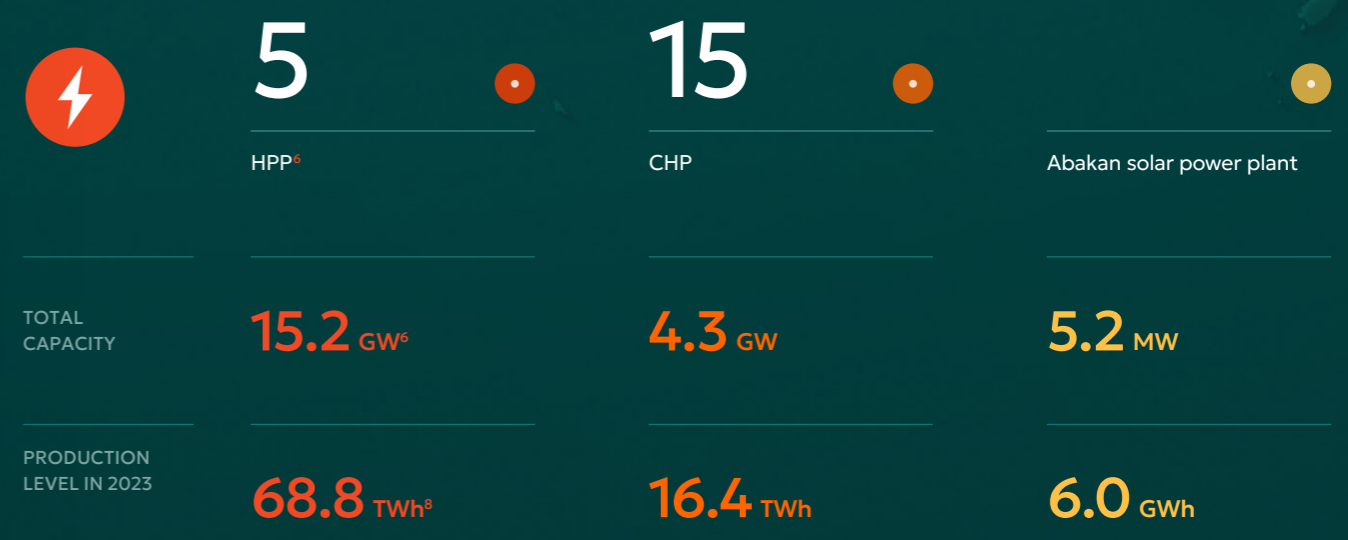 5
15
HPP⁶
CHP
Abakan solar power plant
TOTAL
CAPACITY
15.2 GW⁶
4.3 GW
5.2 MW
PRODUCTION
LEVEL IN 2023
68.8 TWh⁸
16.4 TWh
6.0 GWh